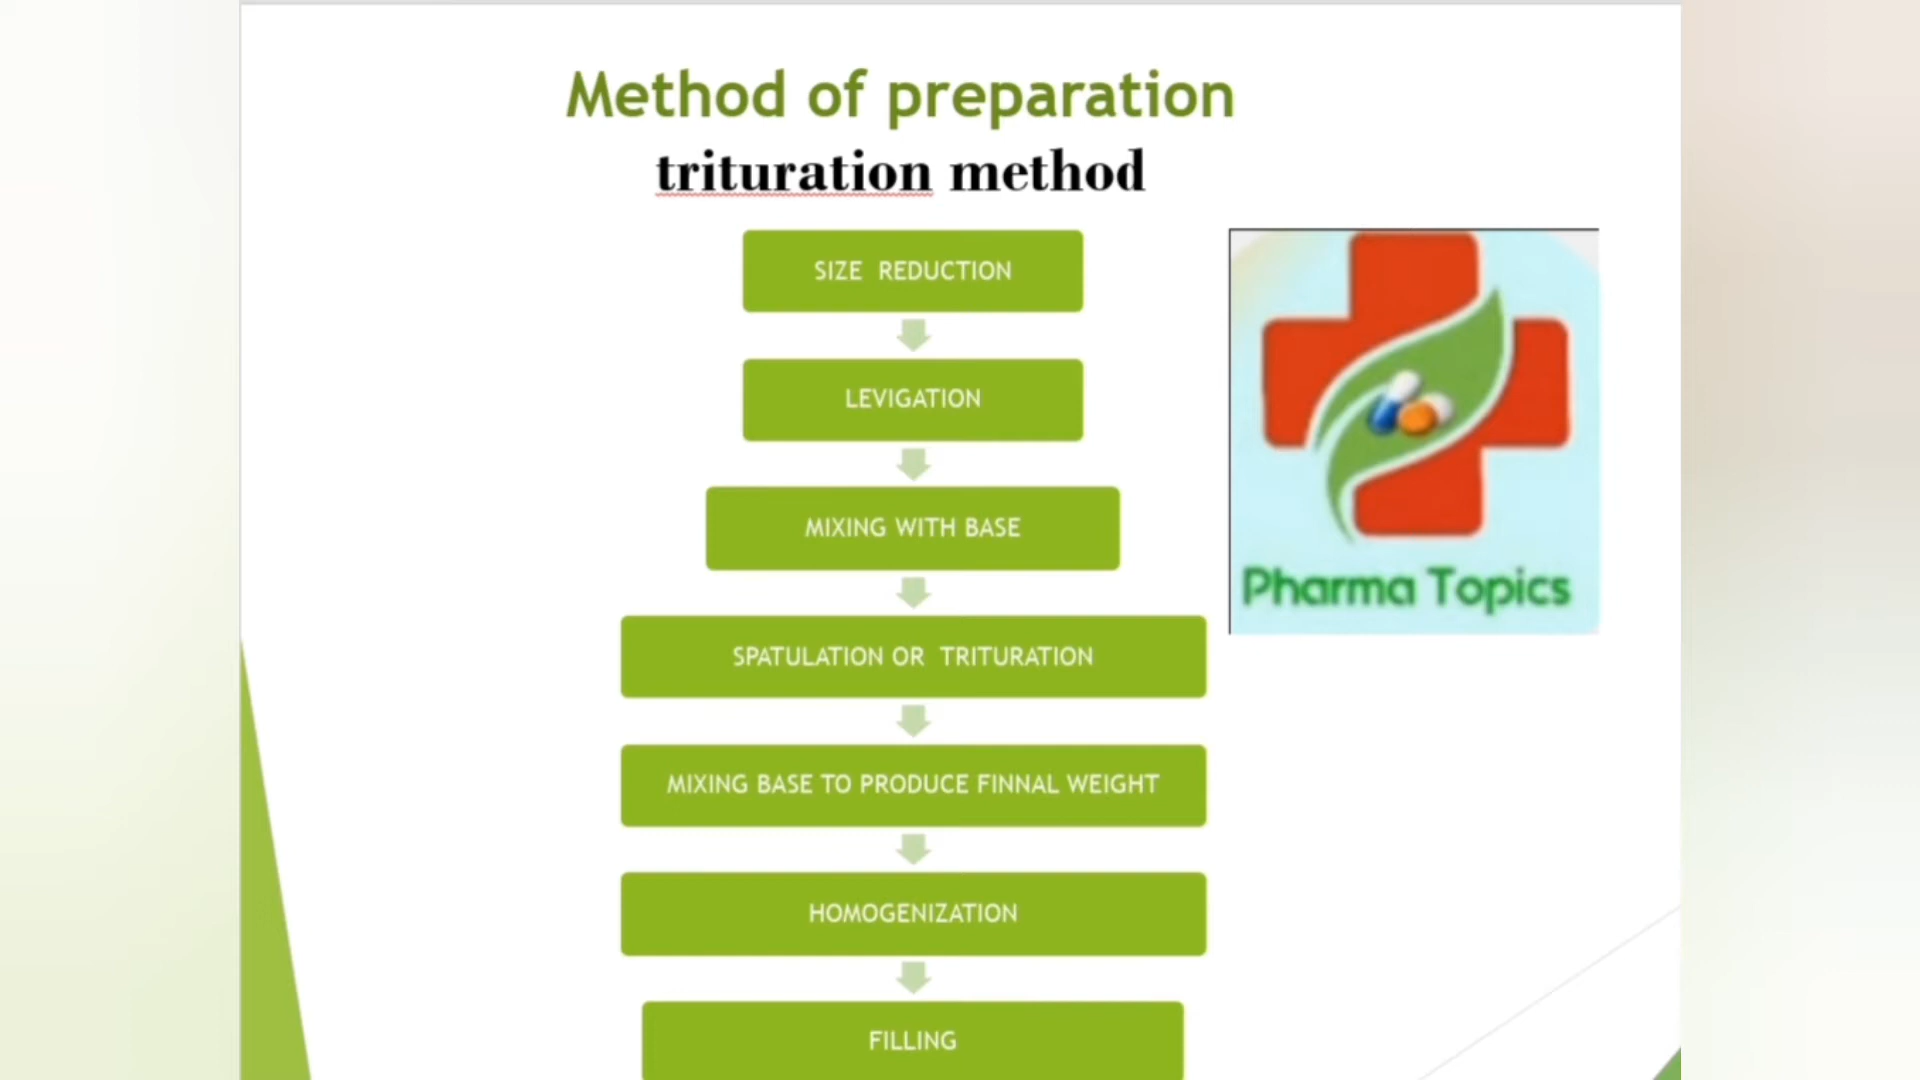 Method of preparation
trituration method
SIZE REDUCTION
LEVIGATION
MIXING WITH BASE
SPATULATION OR TRITURATION
MIXING BASE TO PRODUCE FINNAL WEIGHT
HOMOGENIZATION
FILLING
Pharma Topics